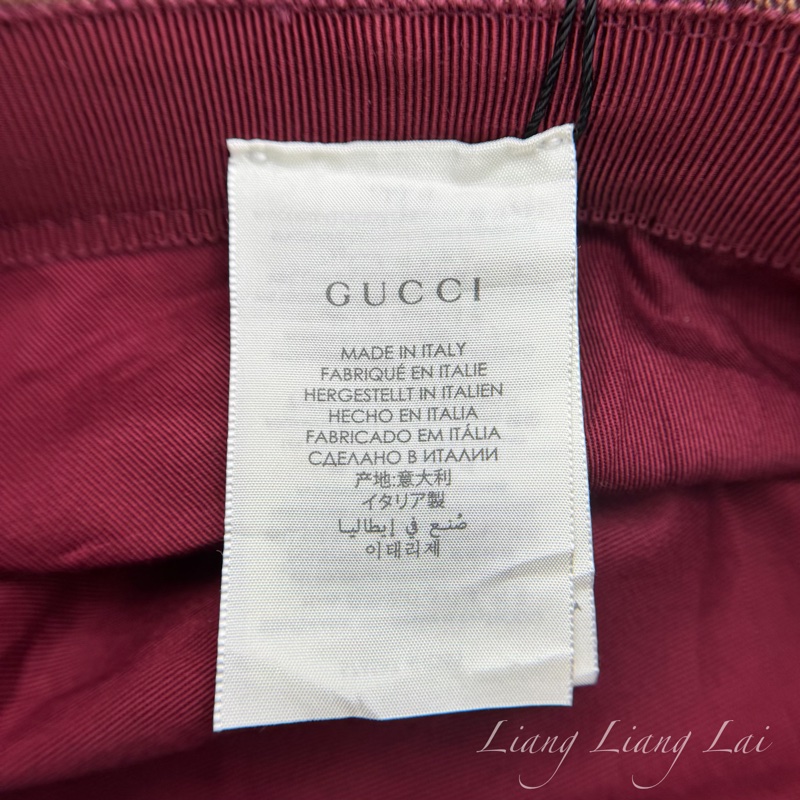 GUCCI
MADE IN ITALY
FABRIQUÉ EN ITALIE
HERGESTELLT IN ITALIEN
HECHO EN ITALIA
FABRICADO EM ITÁLIA
СДЕЛАНО В ИТАЛИИ
产地:意大利
イタリア製
صُنع في إيطاليا
이태리제
Liang Liang Lai